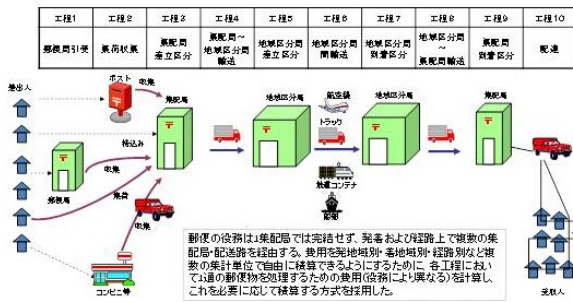 工程1 工程2 工程3 工程4 工程5 工程6 工程7 工程8 工程9 工程10
郵便局引受 集荷収集 集配局差立区分 集配局~地域区分局輸送 地域区分局差立区分 地域区分局間輸送 地域区分局到着区分 地域区分局~集配局輸送 集配局到着区分 配達
差出人
ポスト
収集
集配局
持込み
収集
郵便局
集荷
収集
コンビニ等
地域区分局
航空機
トラック
鉄道コンテナ
船舶
地域区分局
集配局
受取人
郵便の役務は1集配局では完結せず、発着および経路上で複数の集
配局・配送路を経由する。費用を発地域別・着地域別・経路別など複
数の集計単位で自由に積算できるようにするために、各工程におい
て1通の郵便物を処理するための費用(役務により異なる)を計算し、
これを必要に応じて積算する方式を採用した。